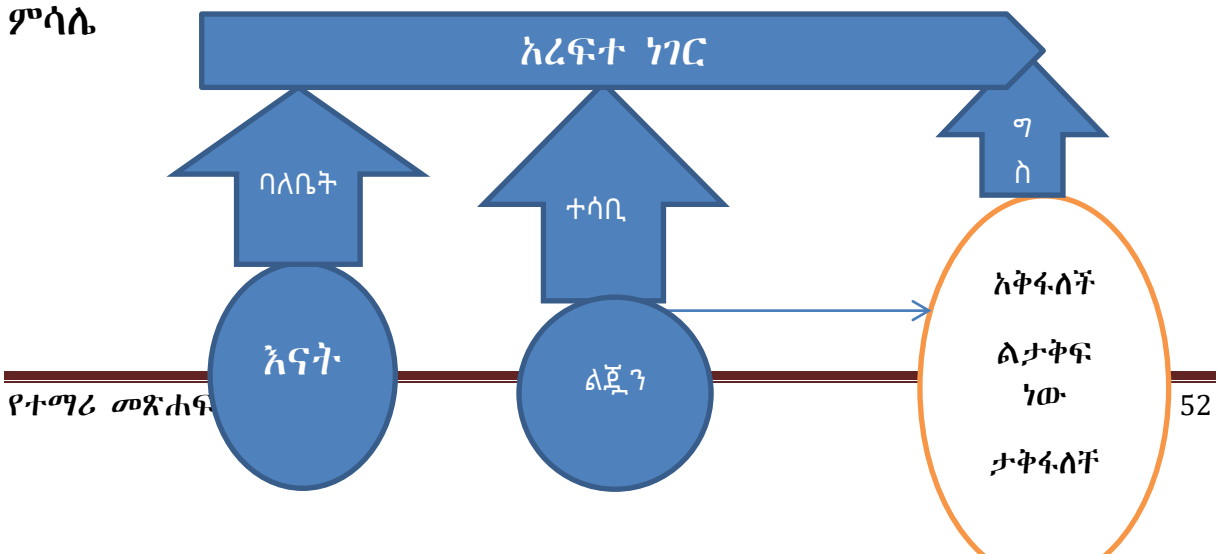 ምሳሌ
አረፍተ ነገር
ባለቤት
ተሳቢ
ግ
ስ
እናት
ልጇን
አቅፋለች
ልታቅፍ
ነው
ታቅፋለቸ
የተማሪ መጽሐፍ
52